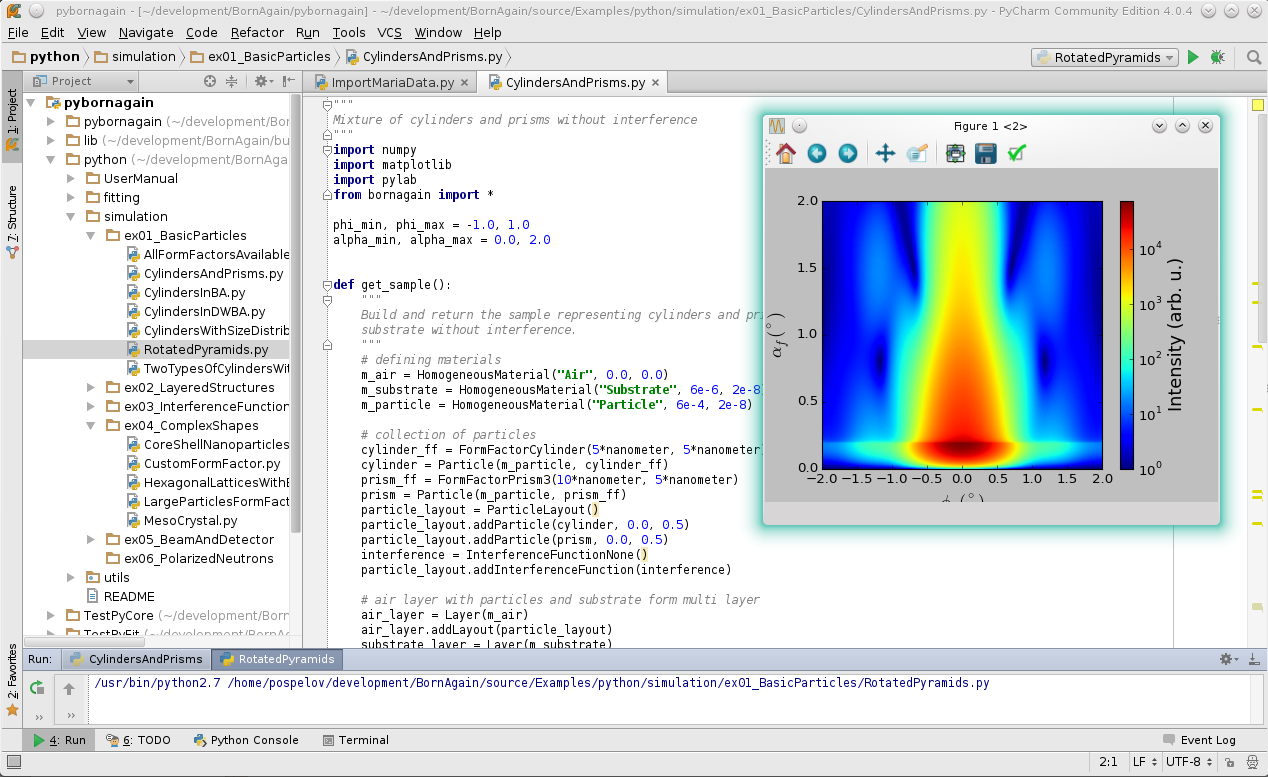 pybornagain - [~/development/BornAgain/pybornagain] - ~/development/BornAgain/source/Examples/python/simulation/ex01_BasicParticles/CylindersAndPrisms.py - PyCharm Community Edition 4.0.4
File Edit View Navigate Code Refactor Run Tools VCS Window Help
python simulation ex01_BasicParticles CylindersAndPrisms.py RotatedPyramids
Project
ImportMariaData.py CylindersAndPrisms.py
1: Project
7: Structure
2: Favorites
pybornagain
pybornagain (~/development/Bor
lib (~/development/BornAgain/bu
python (~/development/BornAga
UserManual
fitting
simulation
ex01_BasicParticles
AllFormFactorsAvailable
CylindersAndPrisms.py
CylindersInBA.py
CylindersInDWBA.py
CylindersWithSizeDistrib
RotatedPyramids.py
TwoTypesOfCylindersWit
ex02_LayeredStructures
ex03_InterferenceFunction
ex04_ComplexShapes
CoreShellNanoparticles
CustomFormFactor.py
HexagonalLatticesWithB
LargeParticlesFormFact
MesoCrystal.py
ex05_BeamAndDetector
ex06_PolarizedNeutrons
utils
README
TestPyCore (~/development/Born
TestPyFit (~/development/BornAg
"""
Mixture of cylinders and prisms without interference
"""
import numpy
import matplotlib
import pylab
from bornagain import *
phi_min, phi_max = -1.0, 1.0
alpha_min, alpha_max = 0.0, 2.0
def get_sample():
"""
Build and return the sample representing cylinders and pri
substrate without interference.
"""
# defining materials
m_air = HomogeneousMaterial("Air", 0.0, 0.0)
m_substrate = HomogeneousMaterial("Substrate", 6e-6, 2e-8)
m_particle = HomogeneousMaterial("Particle", 6e-4, 2e-8)
# collection of particles
cylinder_ff = FormFactorCylinder(5*nanometer, 5*nanometer)
cylinder = Particle(m_particle, cylinder_ff)
prism_ff = FormFactorPrism3(10*nanometer, 5*nanometer)
prism = Particle(m_particle, prism_ff)
particle_layout = ParticleLayout()
particle_layout.addParticle(cylinder, 0.0, 0.5)
particle_layout.addParticle(prism, 0.0, 0.5)
interference = InterferenceFunctionNone()
particle_layout.addInterferenceFunction(interference)
# air layer with particles and substrate form multi layer
air_layer = Layer(m_air)
air_layer.addLayout(particle_layout)
substrate_layer = Layer(m_substrate)
Figure 1 <2>
2.0
1.5
1.0
0.5
0.0
α_f(°)
−2.0 −1.5 −1.0 −0.5 0.0 0.5 1.0 1.5 2.0
10^4
10^3
10^2
10^1
10^0
Intensity (arb. u.)
Run: CylindersAndPrisms RotatedPyramids
/usr/bin/python2.7 /home/pospelov/development/BornAgain/source/Examples/python/simulation/ex01_BasicParticles/RotatedPyramids.py
4: Run 6: TODO Python Console Terminal Event Log
2:1 LF UTF-8